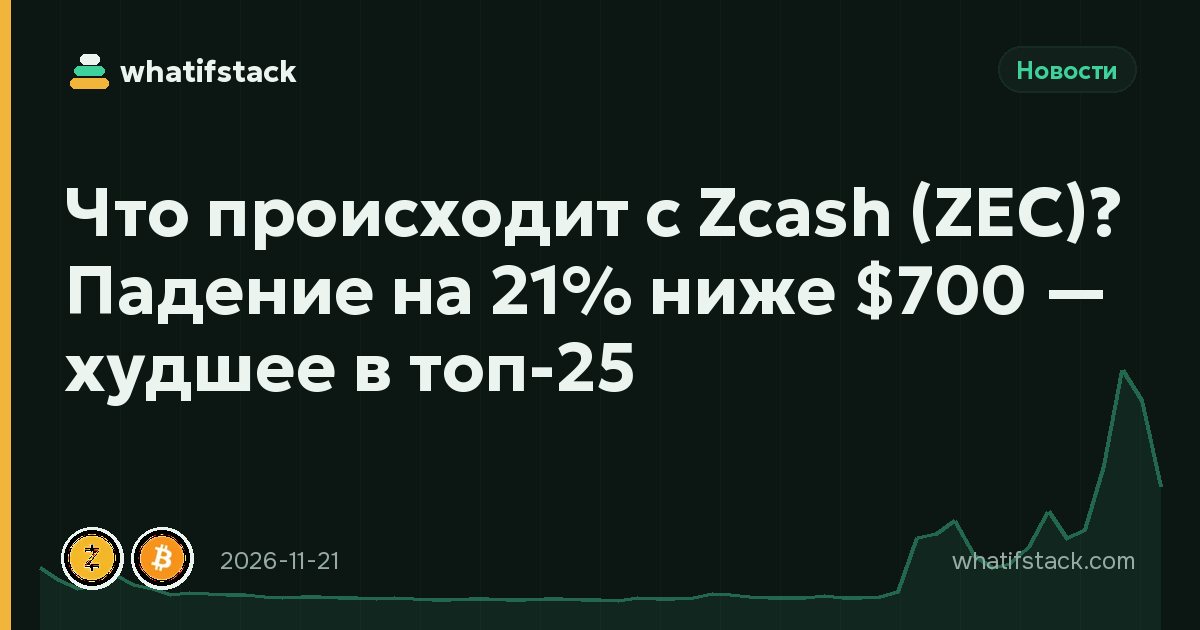 whatifstack
Новости
Что происходит с Zcash (ZEC)?
Падение на 21% ниже $700 —
худшее в топ-25
2026-11-21
whatifstack.com